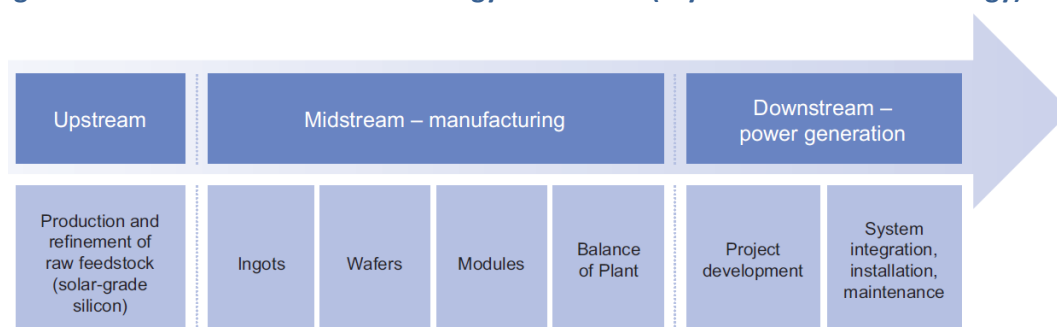 Upstream
Midstream – manufacturing
Downstream –
power generation
Production and
refinement of
raw feedstock
(solar-grade
silicon)
Ingots
Wafers
Modules
Balance
of Plant
Project
development
System
integration,
installation,
maintenance